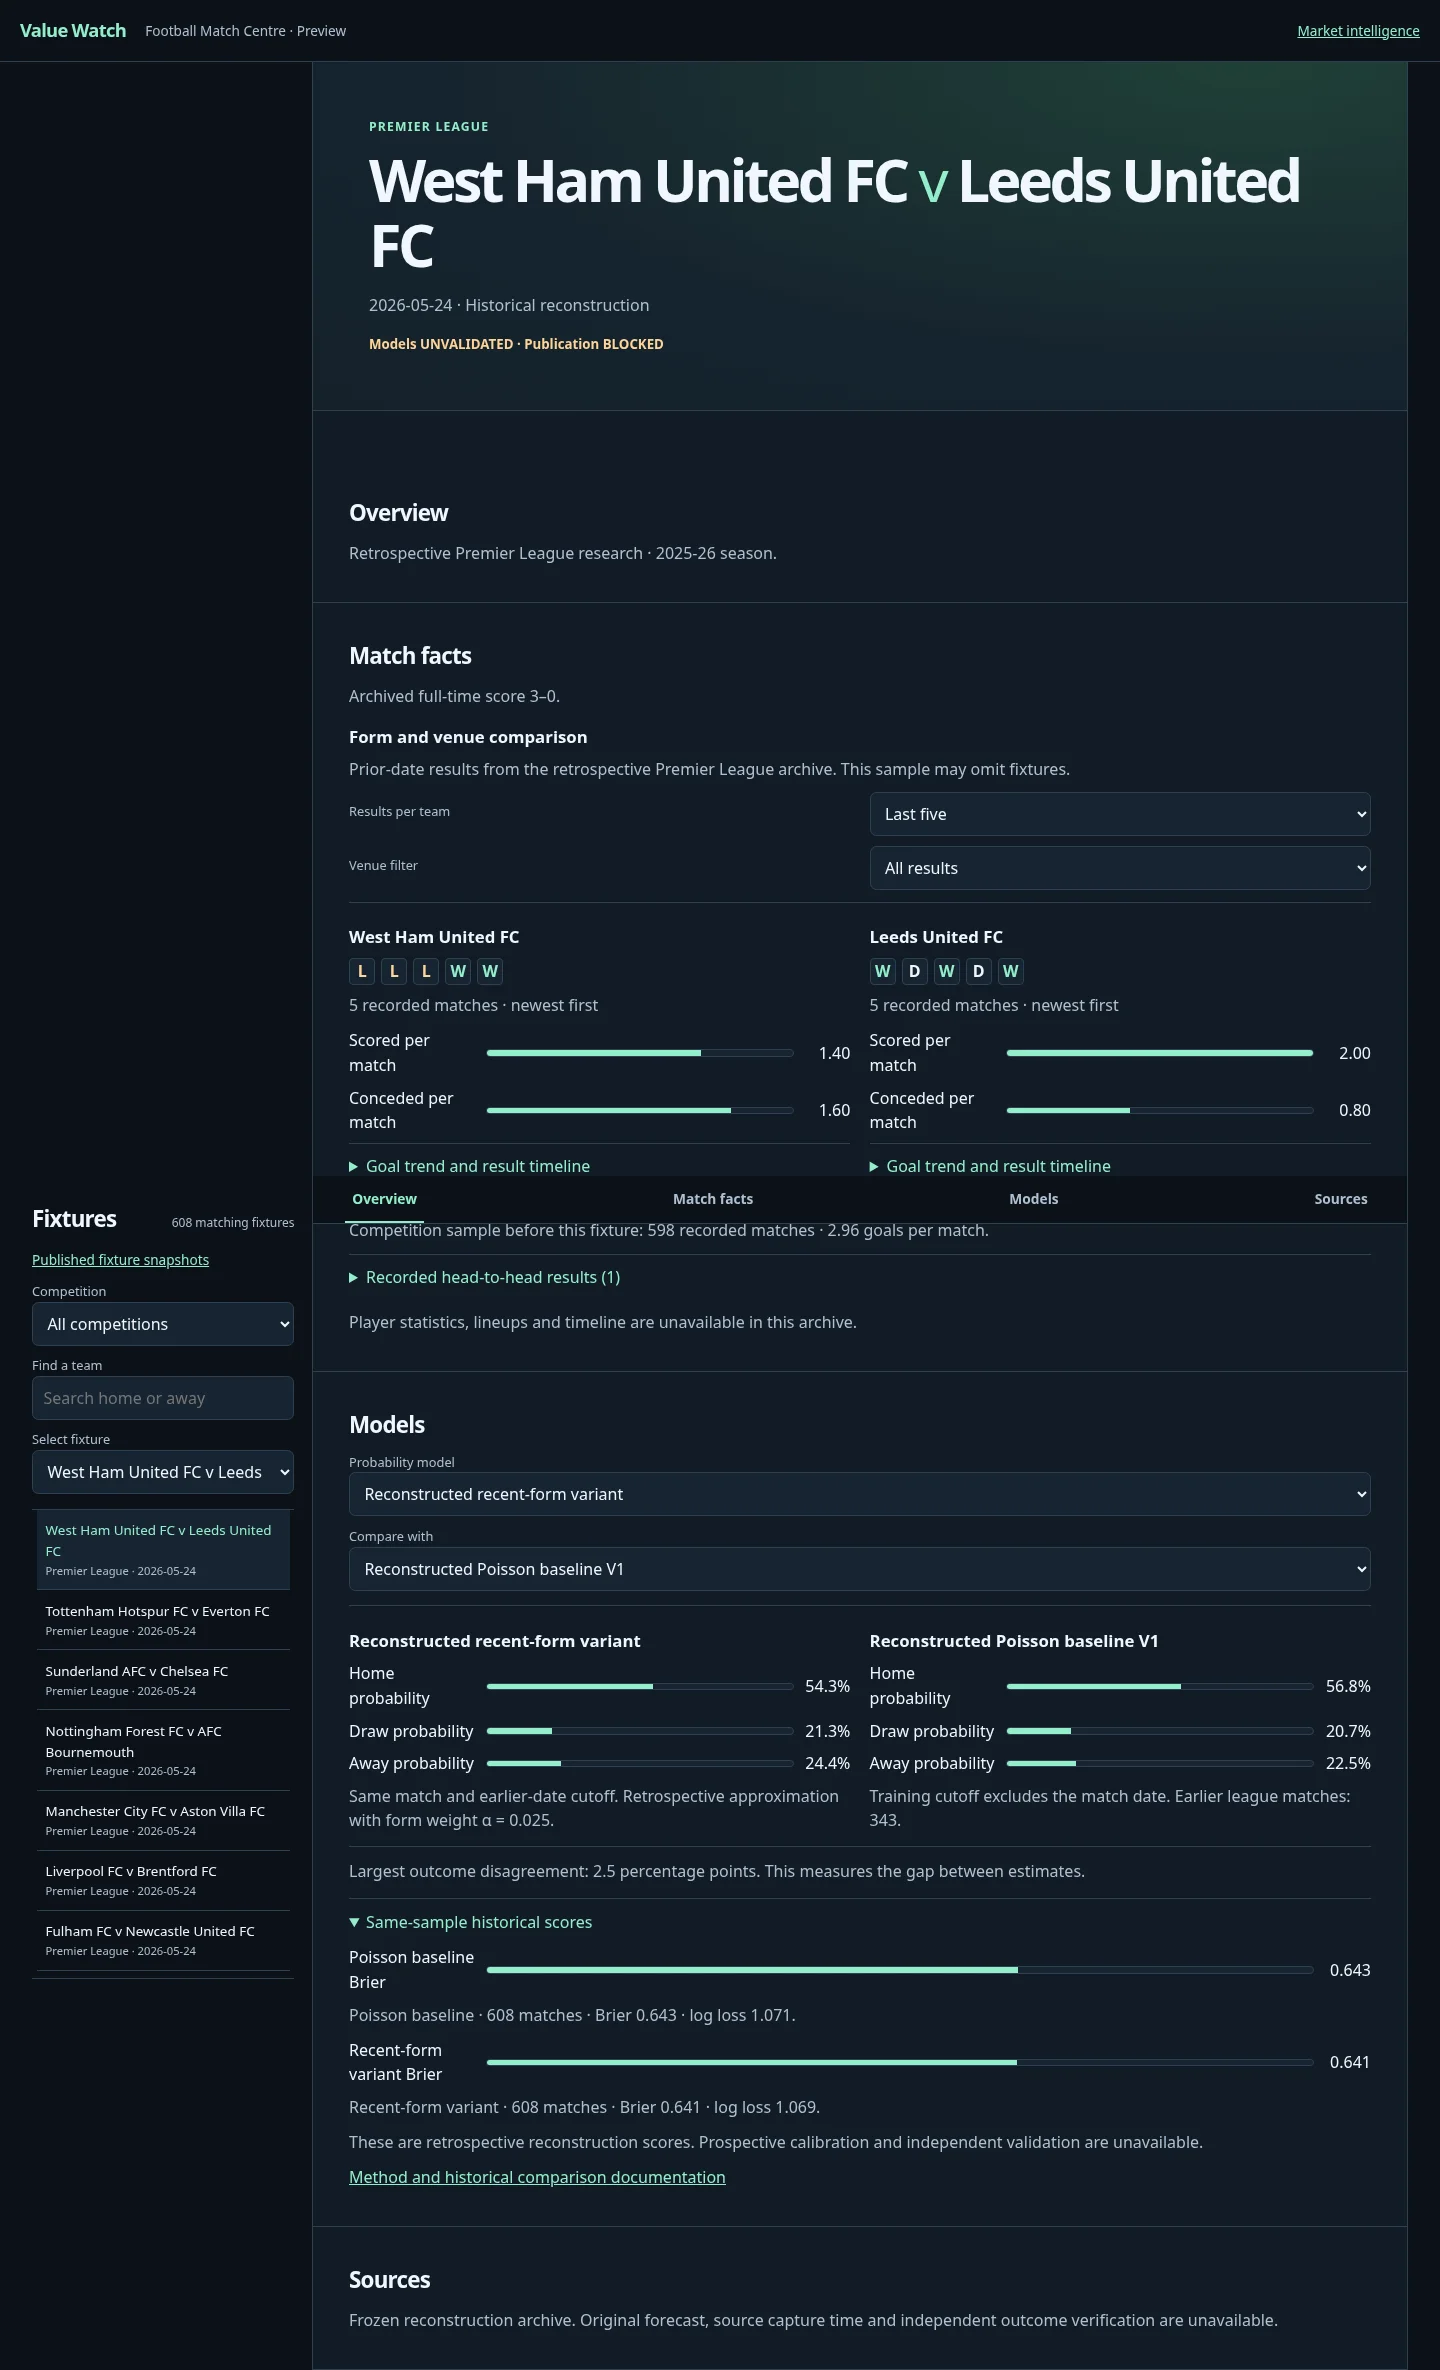 Value Watch Football Match Centre · Preview Market intelligence
PREMIER LEAGUE
West Ham United FC v Leeds United
FC
2026-05-24 · Historical reconstruction
Models UNVALIDATED · Publication BLOCKED
Overview
Retrospective Premier League research · 2025-26 season.
Match facts
Archived full-time score 3–0.
Form and venue comparison
Prior-date results from the retrospective Premier League archive. This sample may omit fixtures.
Results per team Last five
Venue filter All results
West Ham United FC
L L L W W
5 recorded matches · newest first
Scored per
match 1.40
Conceded per
match 1.60
Goal trend and result timeline
Leeds United FC
W D W D W
5 recorded matches · newest first
Scored per
match 2.00
Conceded per
match 0.80
Goal trend and result timeline
Overview Match facts Models Sources
Competition sample before this fixture: 598 recorded matches · 2.96 goals per match.
Recorded head-to-head results (1)
Player statistics, lineups and timeline are unavailable in this archive.
Fixtures 608 matching fixtures
Published fixture snapshots
Competition
All competitions
Find a team
Search home or away
Select fixture
West Ham United FC v Leeds
West Ham United FC v Leeds United
FC
Premier League · 2026-05-24
Tottenham Hotspur FC v Everton FC
Premier League · 2026-05-24
Sunderland AFC v Chelsea FC
Premier League · 2026-05-24
Nottingham Forest FC v AFC
Bournemouth
Premier League · 2026-05-24
Manchester City FC v Aston Villa FC
Premier League · 2026-05-24
Liverpool FC v Brentford FC
Premier League · 2026-05-24
Fulham FC v Newcastle United FC
Premier League · 2026-05-24
Models
Probability model
Reconstructed recent-form variant
Compare with
Reconstructed Poisson baseline V1
Reconstructed recent-form variant
Home
probability 54.3%
Draw probability 21.3%
Away probability 24.4%
Same match and earlier-date cutoff. Retrospective approximation
with form weight α = 0.025.
Reconstructed Poisson baseline V1
Home
probability 56.8%
Draw probability 20.7%
Away probability 22.5%
Training cutoff excludes the match date. Earlier league matches:
343.
Largest outcome disagreement: 2.5 percentage points. This measures the gap between estimates.
Same-sample historical scores
Poisson baseline
Brier 0.643
Poisson baseline · 608 matches · Brier 0.643 · log loss 1.071.
Recent-form
variant Brier 0.641
Recent-form variant · 608 matches · Brier 0.641 · log loss 1.069.
These are retrospective reconstruction scores. Prospective calibration and independent validation are unavailable.
Method and historical comparison documentation
Sources
Frozen reconstruction archive. Original forecast, source capture time and independent outcome verification are unavailable.